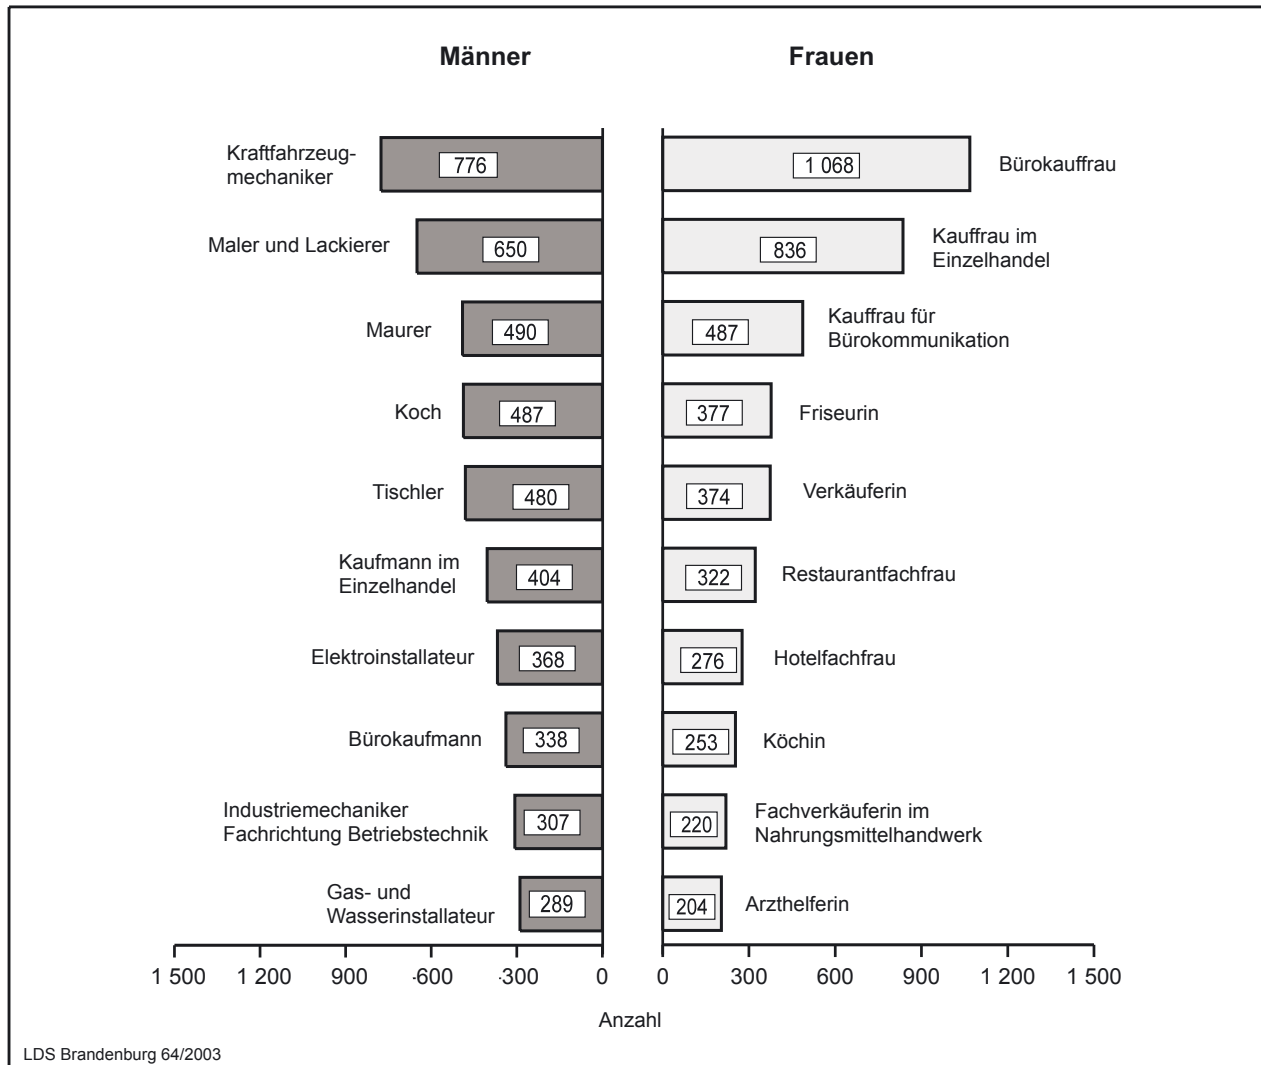 Männer
Frauen
Kraftfahrzeug-
mechaniker
776
1 068
Bürokauffrau
Maler und Lackierer
650
836
Kauffrau im
Einzelhandel
Maurer
490
487
Kauffrau für
Bürokommunikation
Koch
487
377
Friseurin
Tischler
480
374
Verkäuferin
Kaufmann im
Einzelhandel
404
322
Restaurantfachfrau
Elektroinstallateur
368
276
Hotelfachfrau
Bürokaufmann
338
253
Köchin
Industriemechaniker
Fachrichtung Betriebstechnik
307
220
Fachverkäuferin im
Nahrungsmittelhandwerk
Gas- und
Wasserinstallateur
289
204
Arzthelferin
1 500 1 200 900 -600 -300 0 0 300 600 900 1 200 1 500
Anzahl
LDS Brandenburg 64/2003